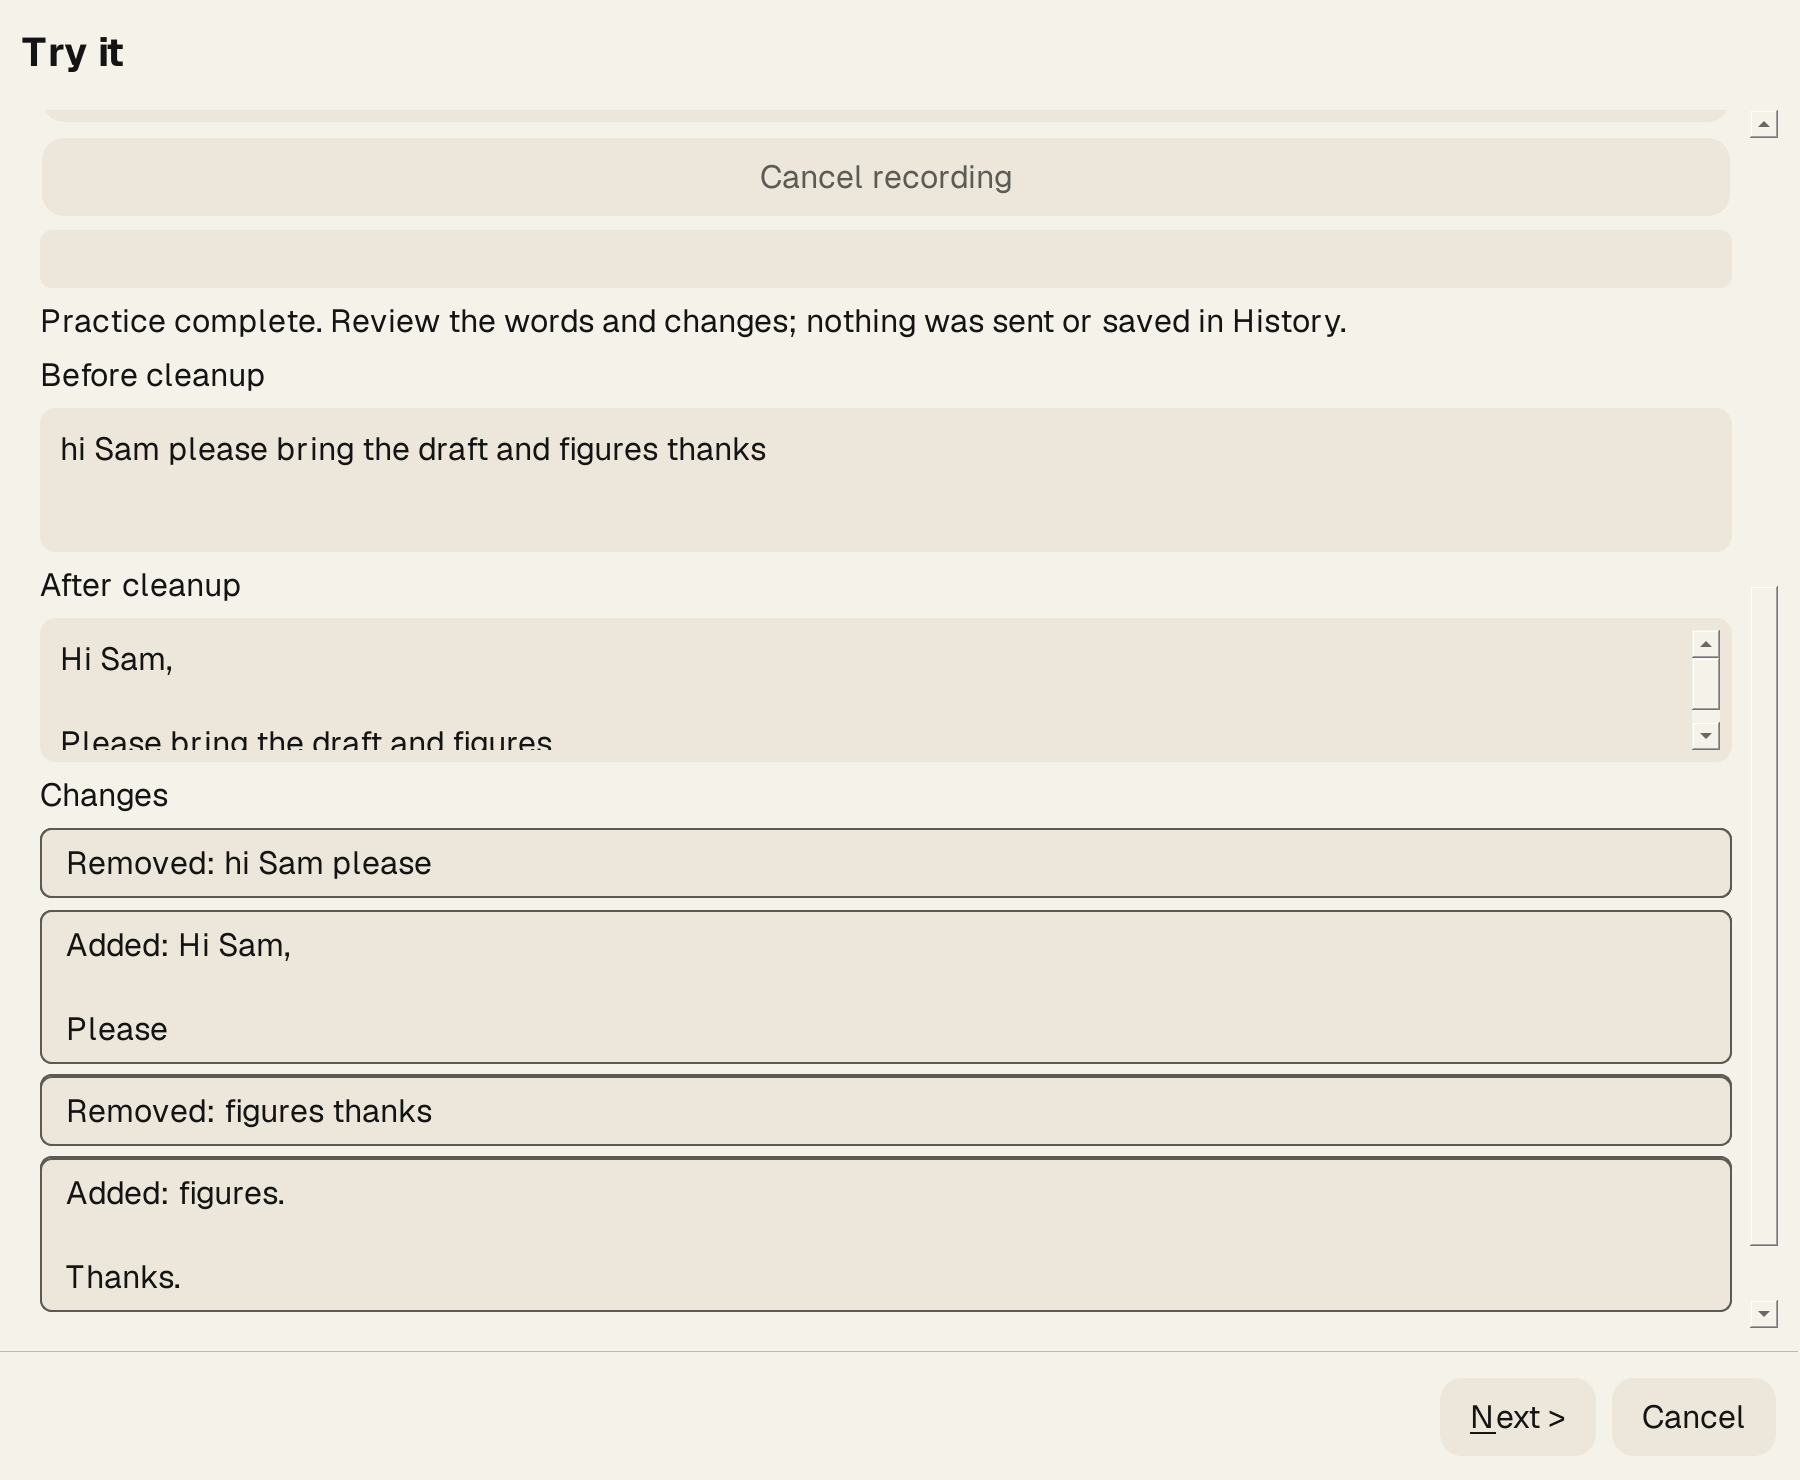 Try it
Cancel recording
Practice complete. Review the words and changes; nothing was sent or saved in History.
Before cleanup
hi Sam please bring the draft and figures thanks
After cleanup
Hi Sam,
Please bring the draft and figures
Changes
Removed: hi Sam please
Added: Hi Sam,
Please
Removed: figures thanks
Added: figures.
Thanks.
Next >
Cancel